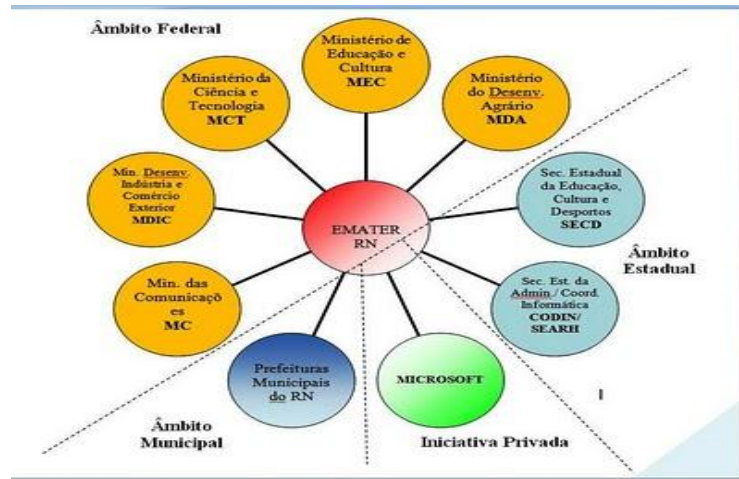 Âmbito Federal
Ministério de
Educação e
Cultura
MEC
Ministério da
Ciência e
Tecnologia
MCT
Ministério
do Desenv.
Agrário
MDA
Min. Desenv.
Indústria e
Comércio
Exterior
MDIC
Sec. Estadual
da Educação,
Cultura e
Desportos
SECD
EMATER
RN
Âmbito
Estadual
Min. das
Comunicaçõ
es
MC
Sec. Est. da
Admin./ Coord.
Informática
CODIN/
SEARH
Prefeituras
Municipais
do RN
MICROSOFT
Âmbito
Municipal
Iniciativa Privada